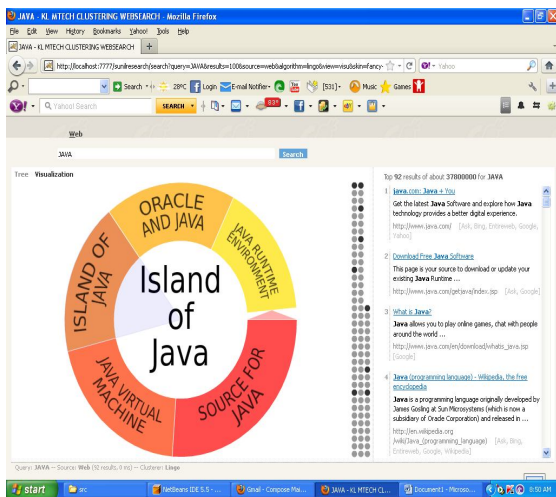 JAVA - KL MTECH CLUSTERING WEBSEARCH - Mozilla Firefox
File Edit View History Bookmarks Yahoo! Tools Help
JAVA - KL MTECH CLUSTERING WEBSEARCH
http://localhost:7777/sunilresearch/search?query=JAVA&results=100&source=web&algorithm=lingo&view=visu&skin=fancy-
Yahoo
Search 28°C Login E-mail Notifier [531] Music Games
Yahoo! Search SEARCH 83°
Web
JAVA Search
Tree Visualization
ORACLE AND JAVA
JAVA RUNTIME ENVIRONMENT
ISLAND OF JAVA
Island of Java
JAVA VIRTUAL MACHINE
SOURCE FOR JAVA
Top 92 results of about 37800000 for JAVA
1 java.com: Java + You
Get the latest Java Software and explore how Java
technology provides a better digital experience.
http://www.java.com/ [Ask, Bing, Entreweb, Google,
Yahoo]
2 Download Free Java Software
This page is your source to download or update your
existing Java Runtime ...
http://www.java.com/getjava/index.jsp [Ask, Google]
3 What is Java?
Java allows you to play online games, chat with people
around the world ...
http://www.java.com/en/download/whatis_java.jsp
[Google]
4 Java (programming language) - Wikipedia, the free
encyclopedia
Java is a programming language originally developed by
James Gosling at Sun Microsystems (which is now a
subsidiary of Oracle Corporation) and released in ...
http://en.wikipedia.org
/wiki/Java_(programming_language) [Ask, Bing,
Entreweb, Google, Wikipedia]
Query: JAVA -- Source: Web (92 results, 0 ms) -- Clusterer: Lingo
start src NetBeans IDE 5.5 - ... Gmail - Compose Mai... JAVA - KL MTECH CL... Document1 - Microso... 8:50 AM